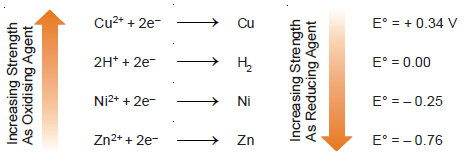 Increasing Strength
As Oxidising Agent
Cu²⁺ + 2e⁻ ⟶ Cu
2H⁺ + 2e⁻ ⟶ H₂
Ni²⁺ + 2e⁻ ⟶ Ni
Zn²⁺ + 2e⁻ ⟶ Zn
Increasing Strength
As Reducing Agent
E° = + 0.34 V
E° = 0.00
E° = – 0.25
E° = – 0.76